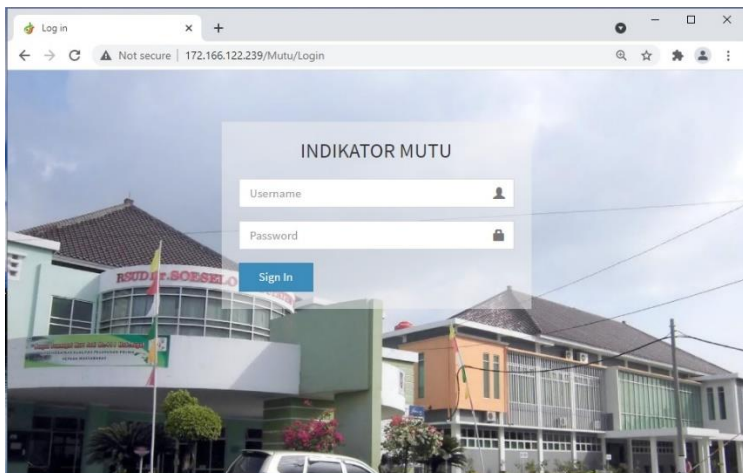 Log in
Not secure | 172.166.122.239/Mutu/Login
INDIKATOR MUTU
Username
Password
Sign In
RSUD Dr. SOESELO